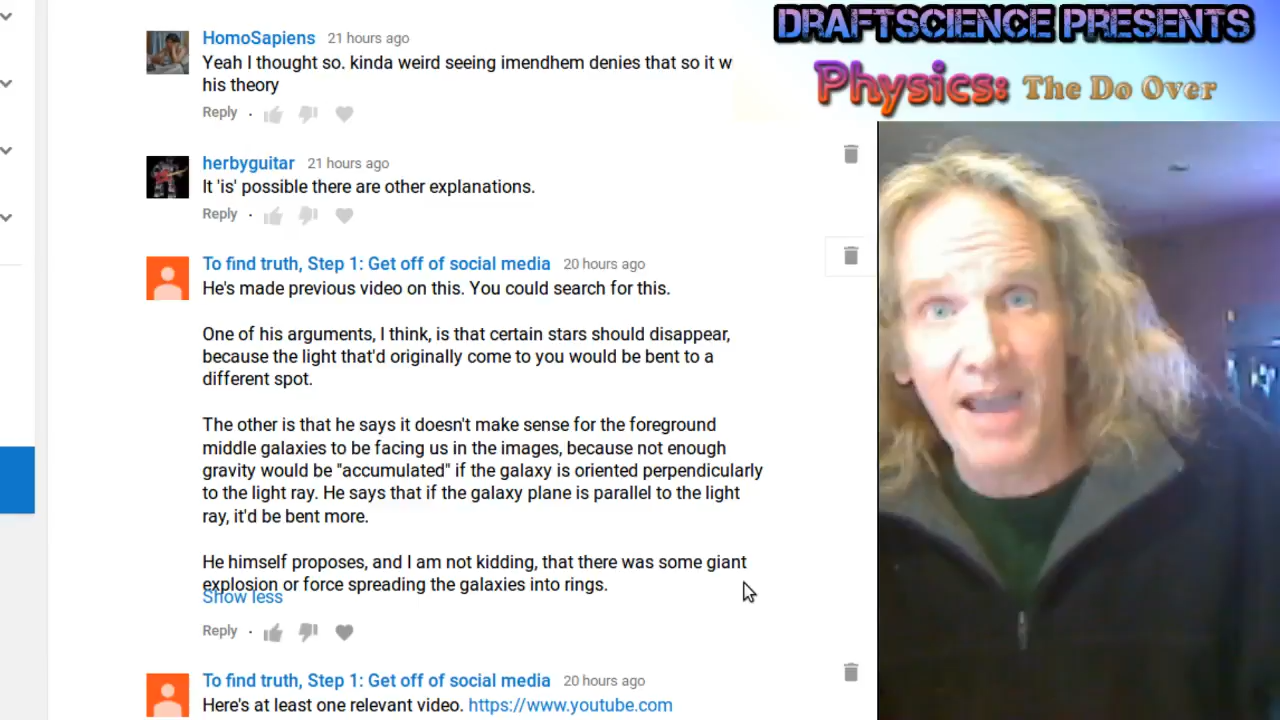 DRAFTSCIENCE PRESENTS
Physics: The Do Over
HomoSapiens 21 hours ago
Yeah I thought so. kinda weird seeing imendhem denies that so it w
his theory
Reply
herbyguitar 21 hours ago
It 'is' possible there are other explanations.
Reply
To find truth, Step 1: Get off of social media 20 hours ago
He's made previous video on this. You could search for this.
One of his arguments, I think, is that certain stars should disappear,
because the light that'd originally come to you would be bent to a
different spot.
The other is that he says it doesn't make sense for the foreground
middle galaxies to be facing us in the images, because not enough
gravity would be "accumulated" if the galaxy is oriented perpendicularly
to the light ray. He says that if the galaxy plane is parallel to the light
ray, it'd be bent more.
He himself proposes, and I am not kidding, that there was some giant
explosion or force spreading the galaxies into rings.
Show less
Reply
To find truth, Step 1: Get off of social media 20 hours ago
Here's at least one relevant video. https://www.youtube.com